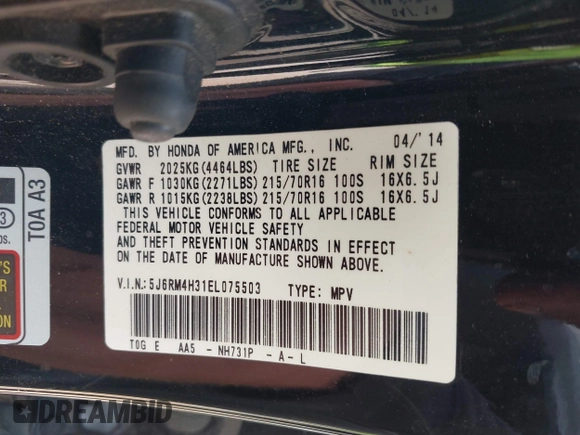 MFD. BY HONDA OF AMERICA MFG., INC. 04/'14
GVWR 2025KG(4464LBS) TIRE SIZE RIM SIZE
GAWR F 1030KG(2271LBS) 215/70R16 100S 16X6.5J
GAWR R 1015KG(2238LBS) 215/70R16 100S 16X6.5J
THIS VEHICLE CONFORMS TO ALL APPLICABLE
FEDERAL MOTOR VEHICLE SAFETY
AND THEFT PREVENTION STANDARDS IN EFFECT
ON THE DATE OF MANUFACTURE SHOWN ABOVE.
V.I.N.:5J6RM4H31EL075503 TYPE: MPV
T0G E AA5 - NH731P - A - L
T0A A3
DREAMBID